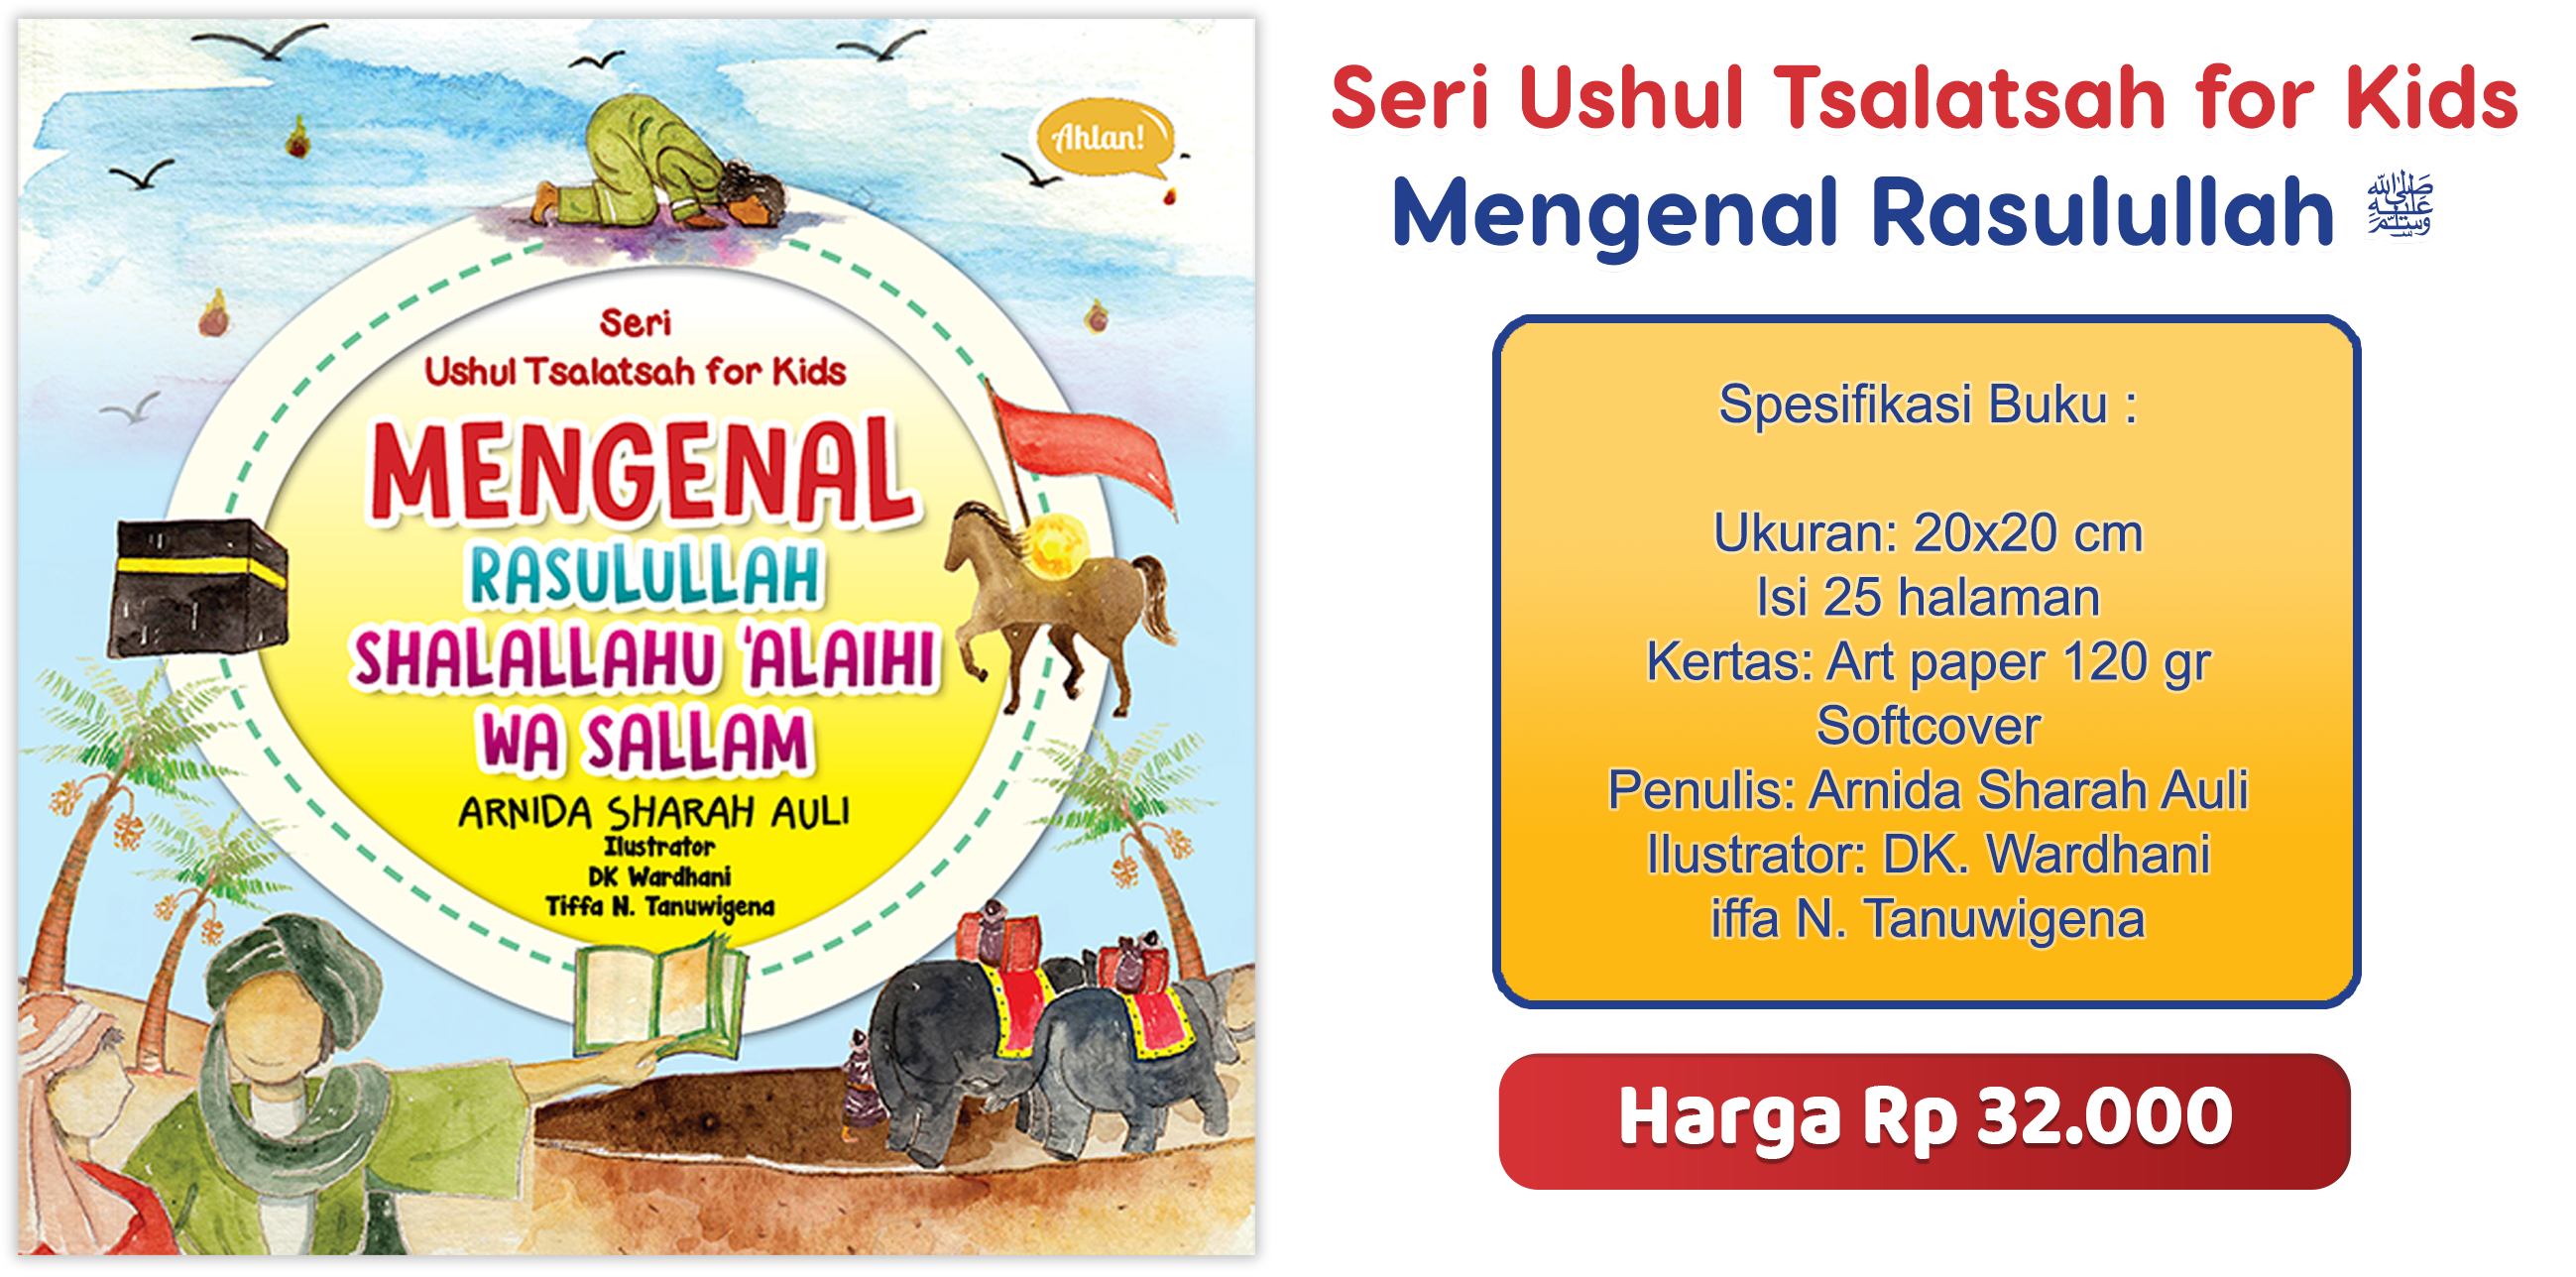 Ahlan!
Seri
Ushul Tsalatsah for Kids
MENGENAL
RASULULLAH
SHALALLAHU 'ALAIHI
WA SALLAM
ARNIDA SHARAH AULI
Ilustrator
DK Wardhani
Tiffa N. Tanuwigena
Seri Ushul Tsalatsah for Kids
Mengenal Rasulullah ﷺ
Spesifikasi Buku :
Ukuran: 20x20 cm
Isi 25 halaman
Kertas: Art paper 120 gr
Softcover
Penulis: Arnida Sharah Auli
Ilustrator: DK. Wardhani
iffa N. Tanuwigena
Harga Rp 32.000